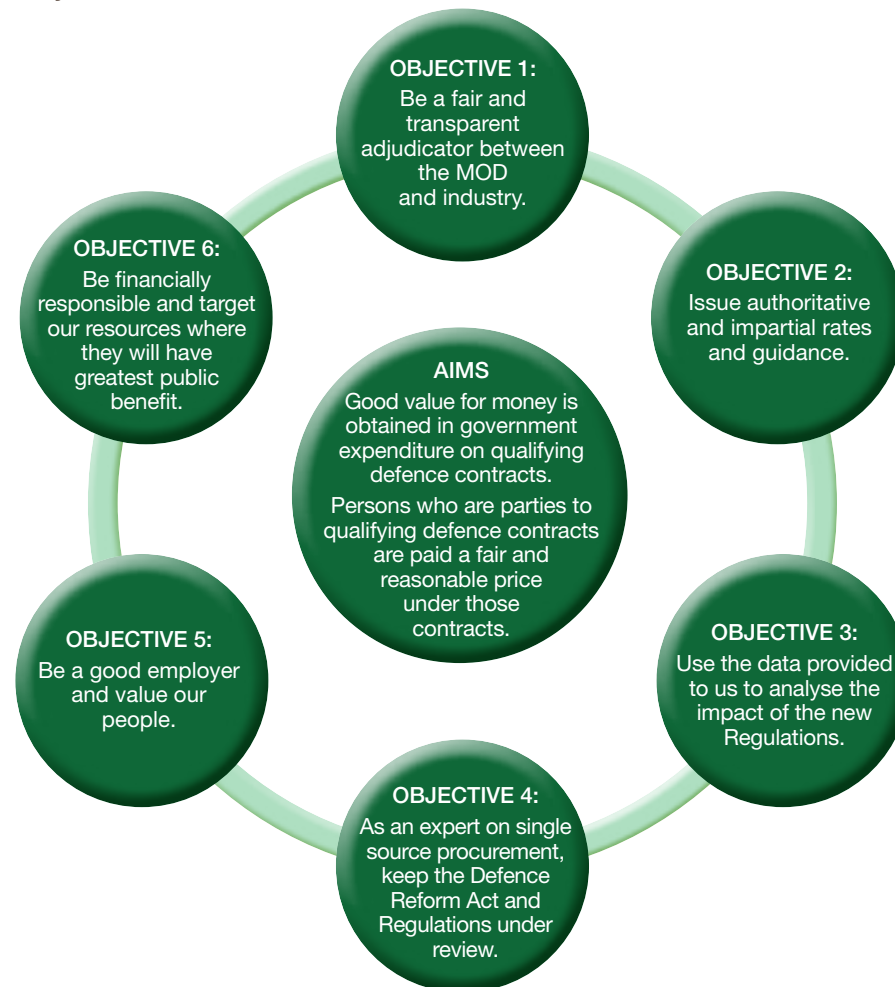 OBJECTIVE 1:
Be a fair and
transparent
adjudicator between
the MOD
and industry.
OBJECTIVE 2:
Issue authoritative
and impartial rates
and guidance.
OBJECTIVE 3:
Use the data provided
to us to analyse the
impact of the new
Regulations.
OBJECTIVE 4:
As an expert on single
source procurement,
keep the Defence
Reform Act and
Regulations under
review.
OBJECTIVE 5:
Be a good employer
and value our
people.
OBJECTIVE 6:
Be financially
responsible and target
our resources where
they will have
greatest public
benefit.
AIMS
Good value for money is
obtained in government
expenditure on qualifying
defence contracts.
Persons who are parties to
qualifying defence contracts
are paid a fair and
reasonable price
under those
contracts.